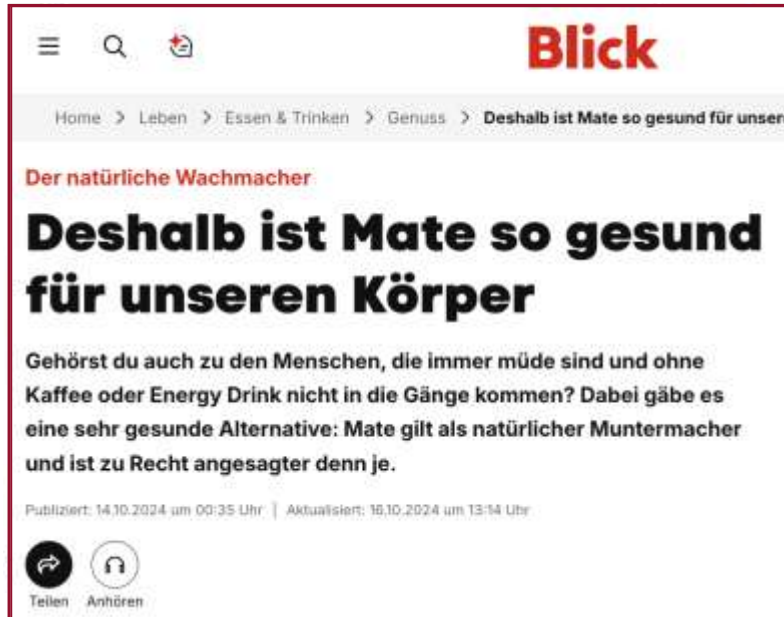 Blick
Home > Leben > Essen & Trinken > Genuss > Deshalb ist Mate so gesund für
Der natürliche Wachmacher
Deshalb ist Mate so gesund
für unseren Körper
Gehörst du auch zu den Menschen, die immer müde sind und ohne
Kaffee oder Energy Drink nicht in die Gänge kommen? Dabei gäbe es
eine sehr gesunde Alternative: Mate gilt als natürlicher Muntermacher
und ist zu Recht angesagter denn je.
Publiziert: 14.10.2024 um 00:35 Uhr | Aktualisiert: 16.10.2024 um 13:14 Uhr
Teilen Anhören